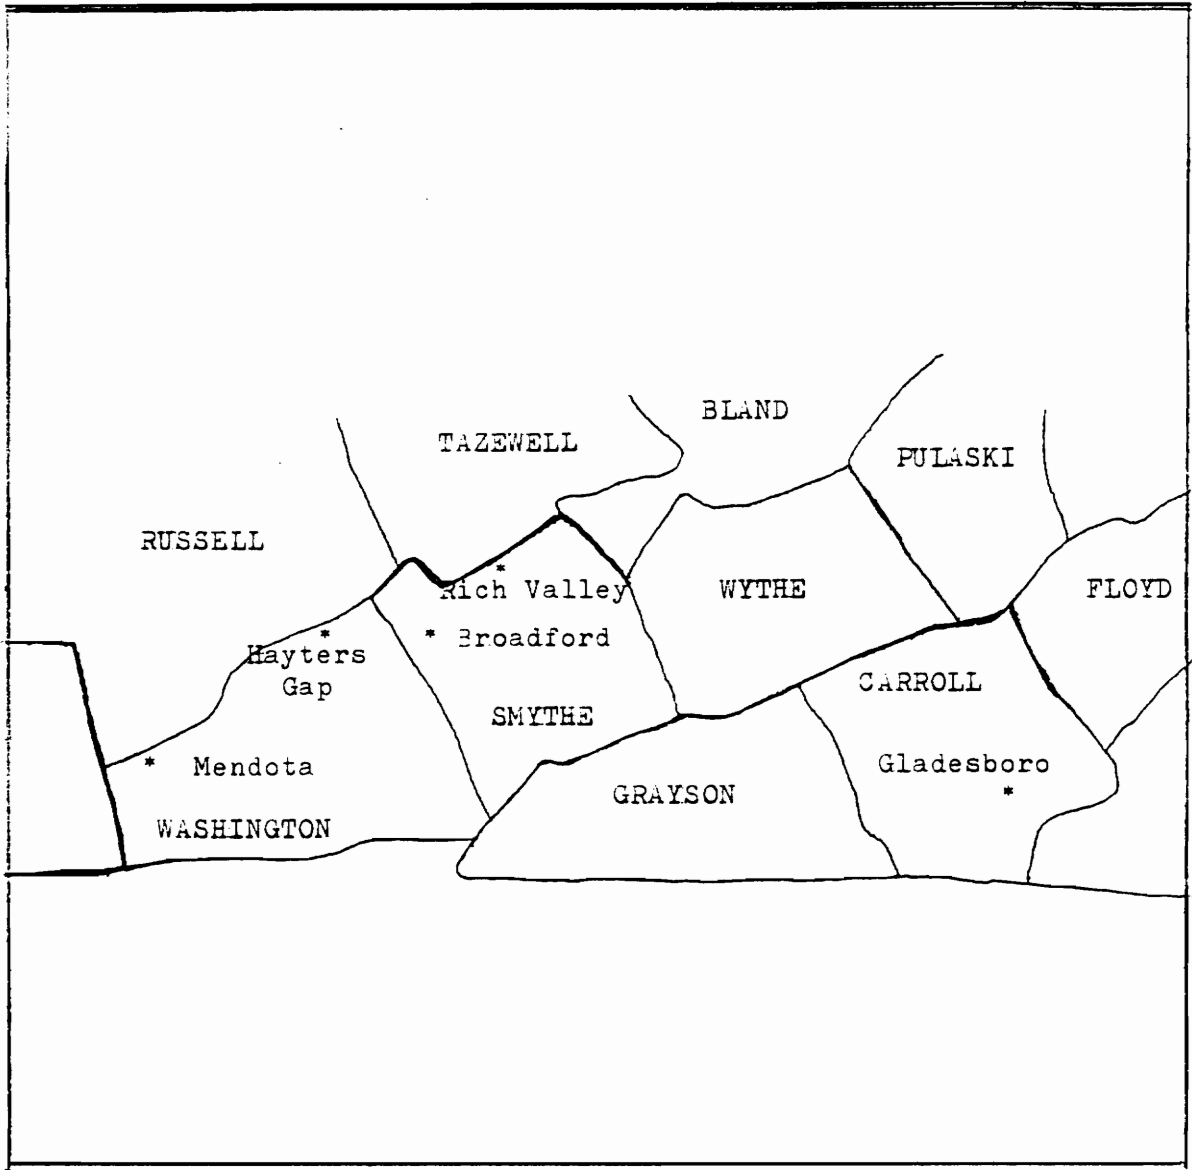 BLAND
TAZEWELL
PULASKI
RUSSELL
Rich Valley
WYTHE
FLOYD
Broadford
Hayters
Gap
CARROLL
SMYTHE
Mendota
Gladesboro
GRAYSON
WASHINGTON